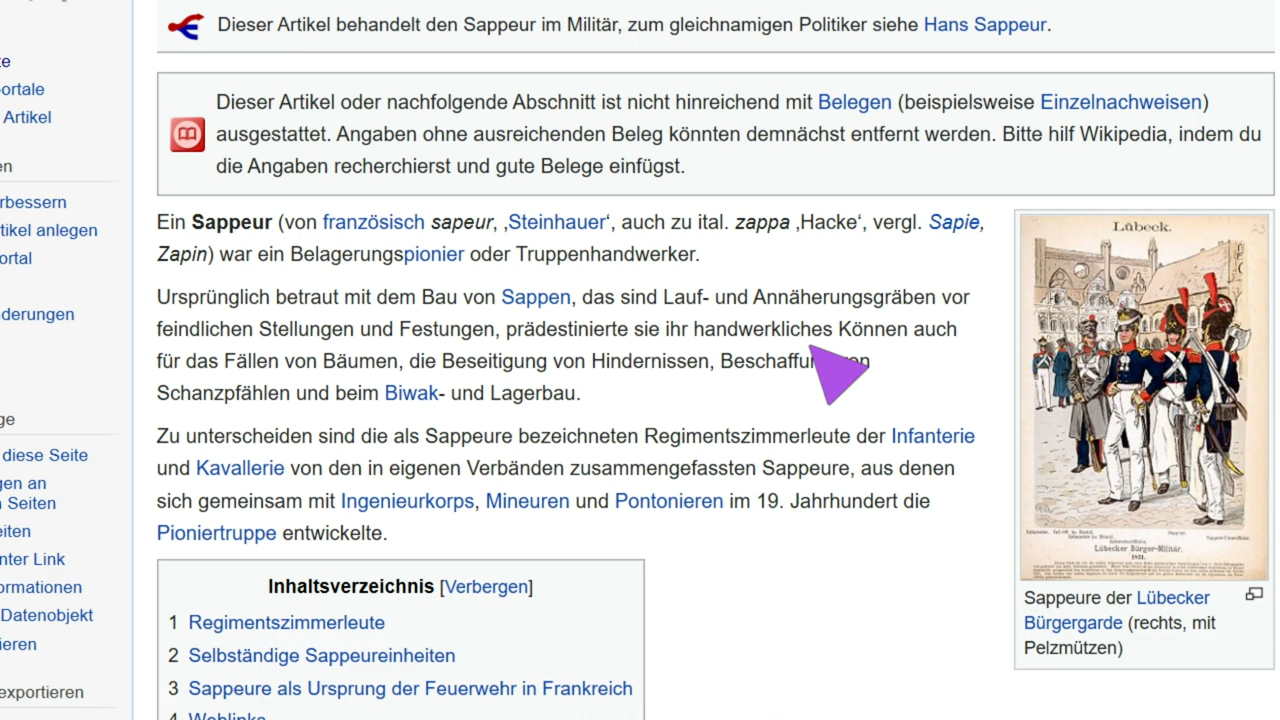 Dieser Artikel behandelt den Sappeur im Militär, zum gleichnamigen Politiker siehe Hans Sappeur.
ortale
Artikel
Dieser Artikel oder nachfolgende Abschnitt ist nicht hinreichend mit Belegen (beispielsweise Einzelnachweisen)
ausgestattet. Angaben ohne ausreichenden Beleg könnten demnächst entfernt werden. Bitte hilf Wikipedia, indem du
die Angaben recherchierst und gute Belege einfügst.
en
rbessern
tikel anlegen
ortal
derungen
ge
diese Seite
gen an
Seiten
eiten
nter Link
ormationen
Datenobjekt
ieren
exportieren
Ein Sappeur (von französisch sapeur, ‚Steinhauer‘, auch zu ital. zappa ‚Hacke‘, vergl. Sapie,
Zapin) war ein Belagerungspionier oder Truppenhandwerker.
Ursprünglich betraut mit dem Bau von Sappen, das sind Lauf- und Annäherungsgräben vor
feindlichen Stellungen und Festungen, prädestinierte sie ihr handwerkliches Können auch
für das Fällen von Bäumen, die Beseitigung von Hindernissen,
Schanzpfählen und beim Biwak- und Lagerbau.
Zu unterscheiden sind die als Sappeure bezeichneten Regimentszimmerleute der Infanterie
und Kavallerie von den in eigenen Verbänden zusammengefassten Sappeure, aus denen
sich gemeinsam mit Ingenieurkorps, Mineuren und Pontonieren im 19. Jahrhundert die
Pioniertruppe entwickelte.
Inhaltsverzeichnis [Verbergen]
1 Regimentszimmerleute
2 Selbständige Sappeureinheiten
3 Sappeure als Ursprung der Feuerwehr in Frankreich
4 Weblinks
Lübeck.
Lübecker Bürger-Militär.
1831.
Sappeure der Lübecker
Bürgergarde (rechts, mit
Pelzmützen)